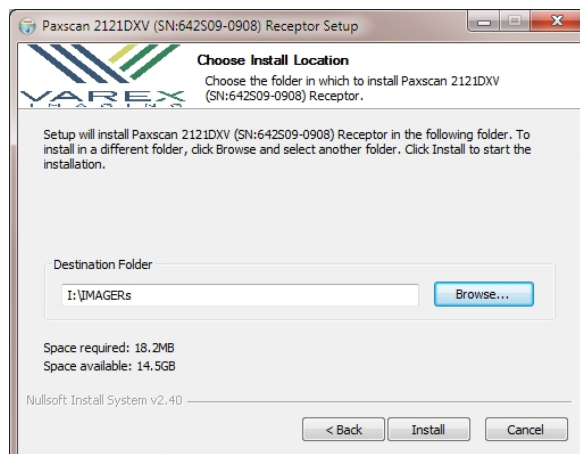 Paxscan 2121DXV (SN:642S09-0908) Receptor Setup
VAREX
IMAGING
Choose Install Location
Choose the folder in which to install Paxscan 2121DXV
(SN:642S09-0908) Receptor.
Setup will install Paxscan 2121DXV (SN:642S09-0908) Receptor in the following folder. To
install in a different folder, click Browse and select another folder. Click Install to start the
installation.
Destination Folder
I:\IMAGERs
Browse...
Space required: 18.2MB
Space available: 14.5GB
Nullsoft Install System v2.40
< Back
Install
Cancel